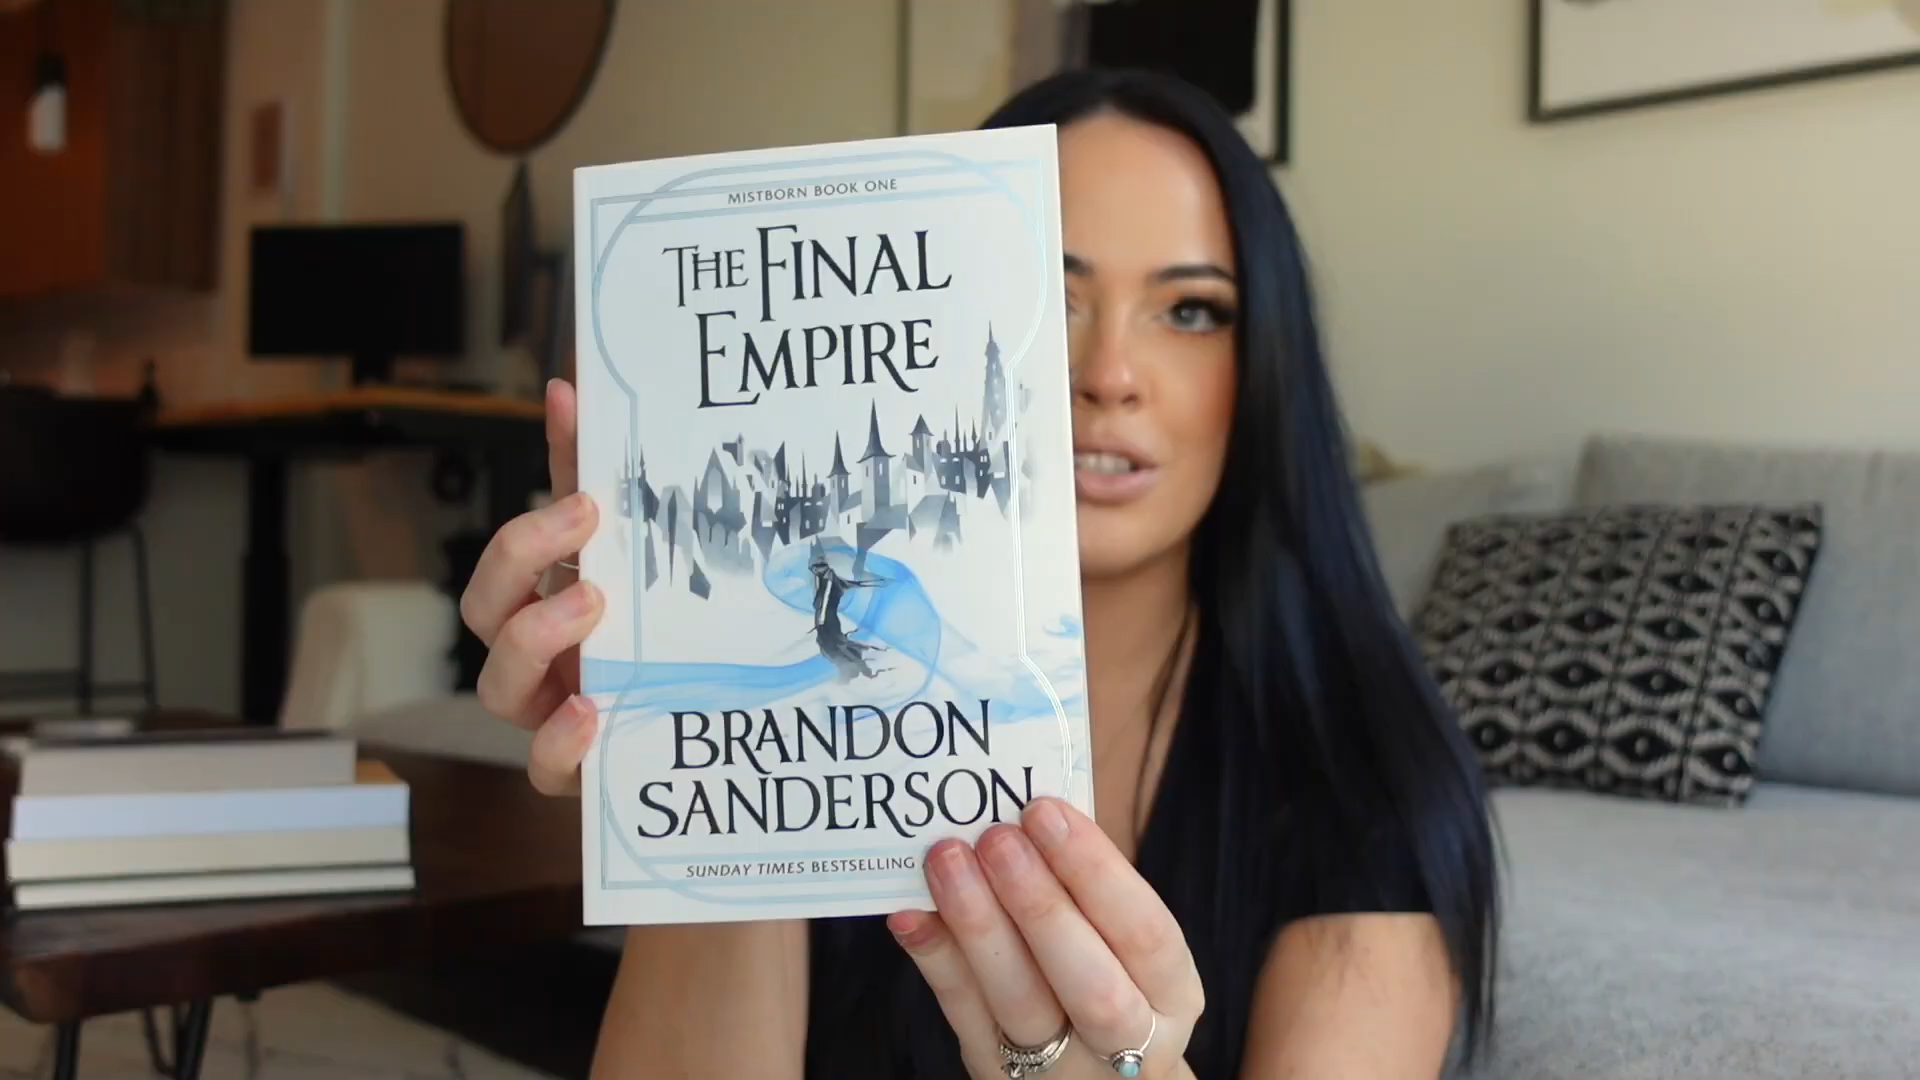 MISTBORN BOOK ONE
THE FINAL
EMPIRE
BRANDON
SANDERSON
SUNDAY TIMES BESTSELLING